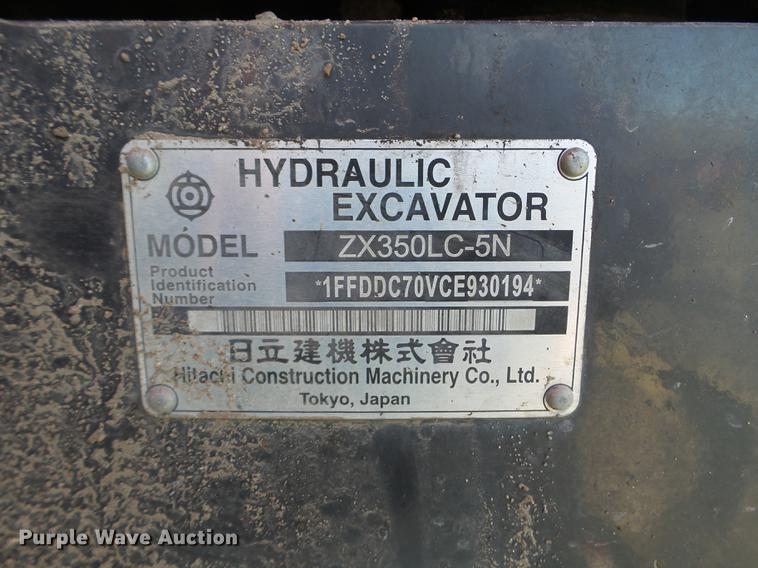 HYDRAULIC
EXCAVATOR
MODEL ZX350LC-5N
Product
Identification
Number *1FFDDC70VCE930194*
日立建機株式會社
Hitachi Construction Machinery Co., Ltd.
Tokyo, Japan
Purple Wave Auction